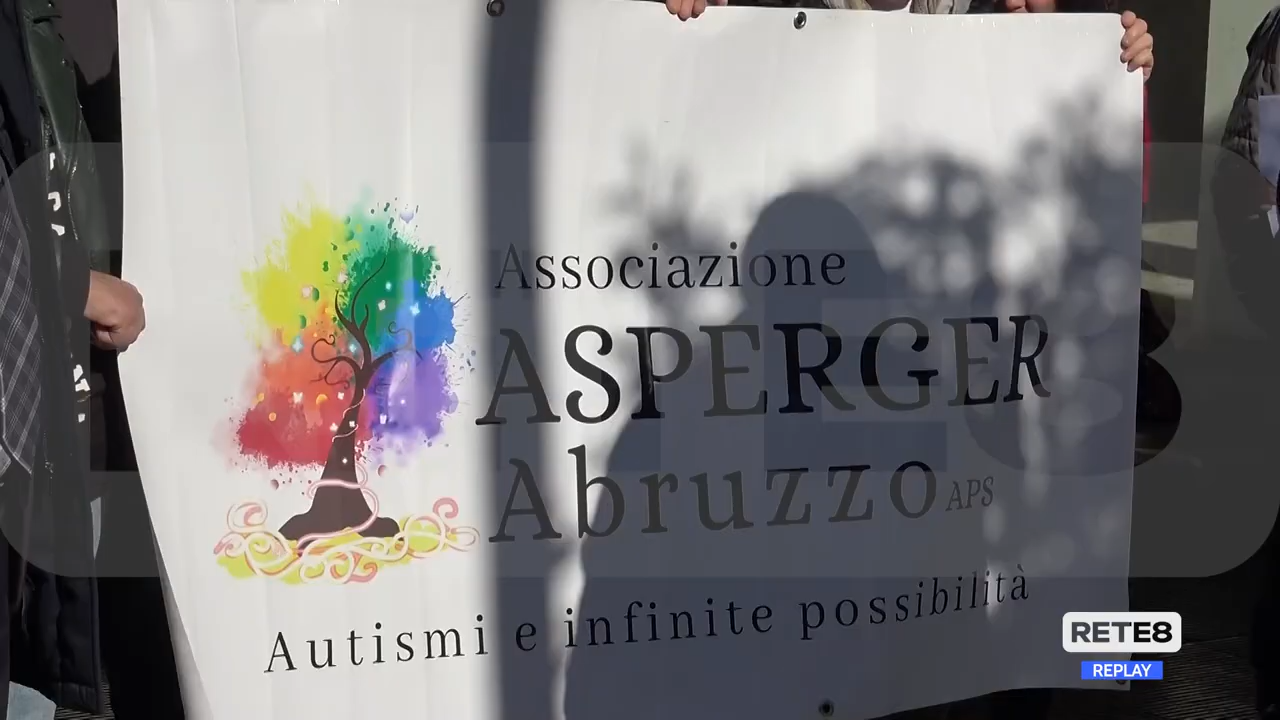 Associazione
ASPERGER
Abruzzo APS
Autismi e infinite possibilità
RETE8
REPLAY